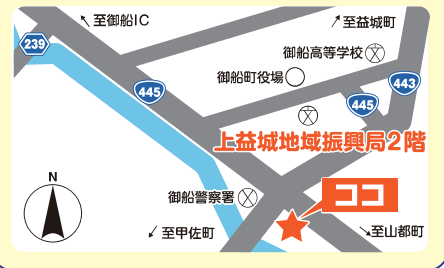 至御船IC
至益城町
239
御船高等学校
御船町役場
445
445
443
上益城地域振興局2階
N
御船警察署
ココ
至甲佐町
至山都町